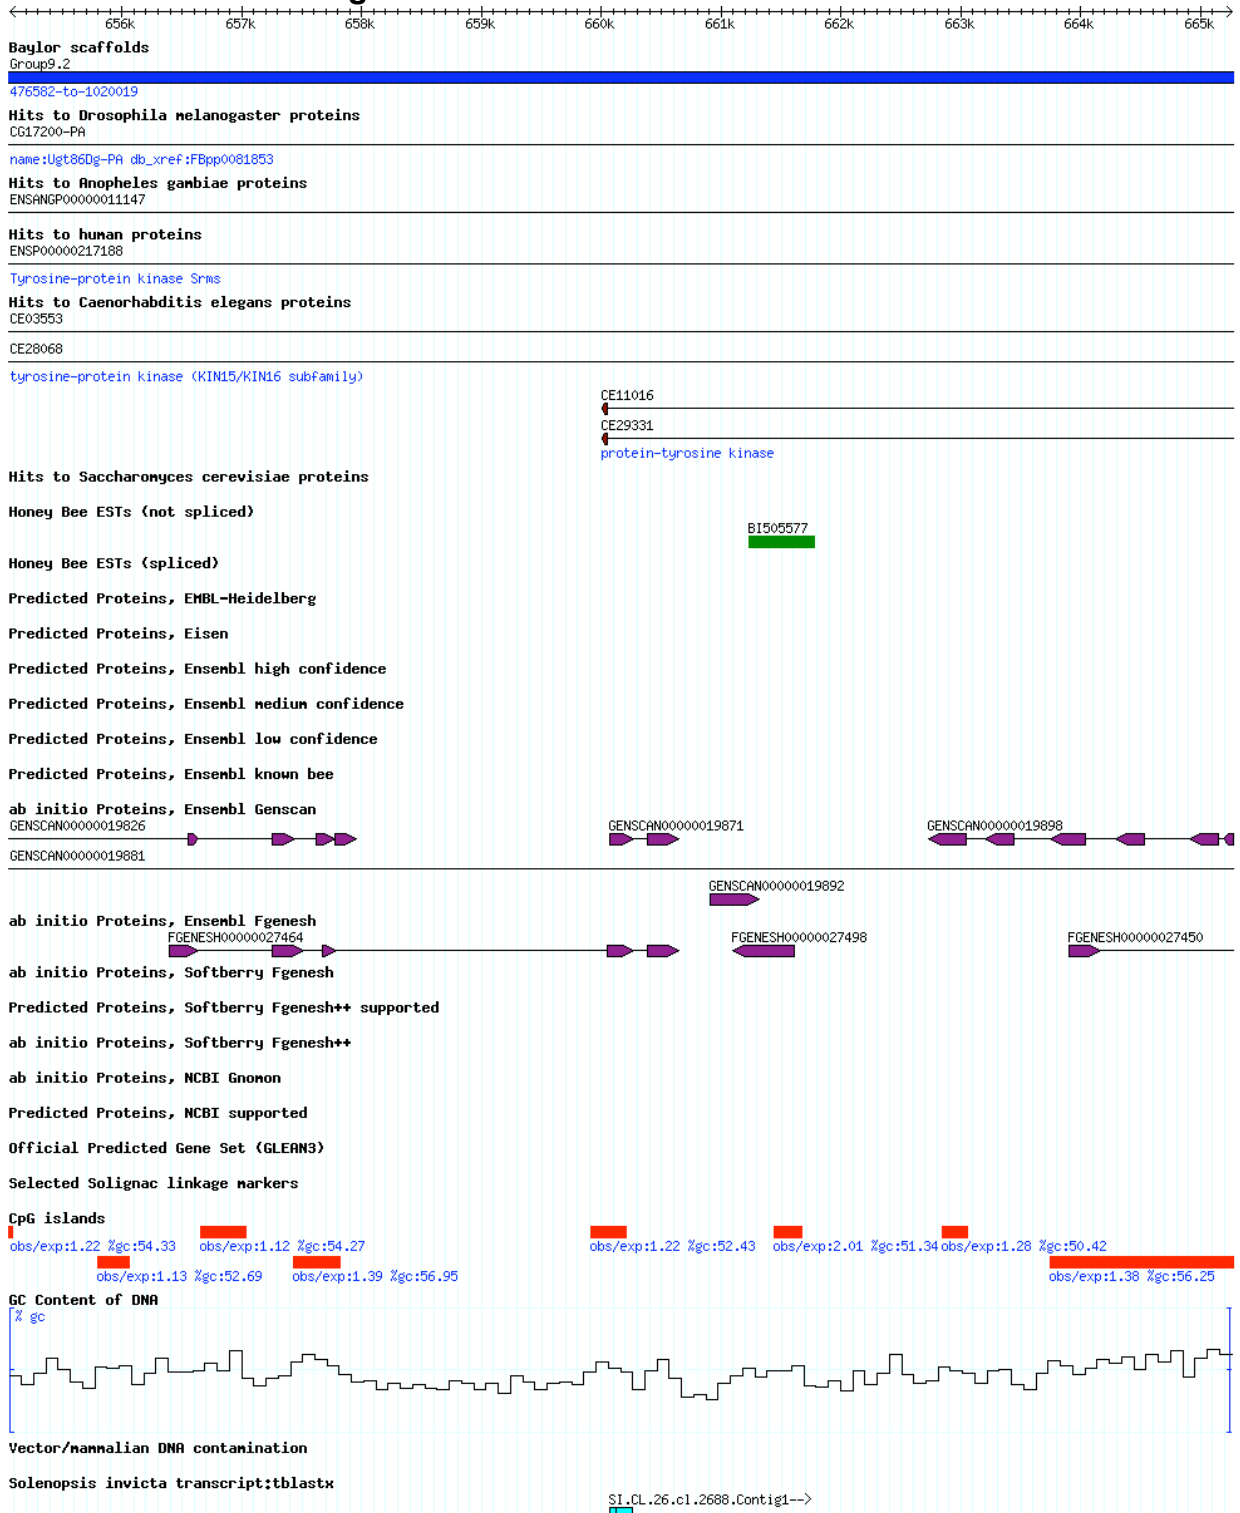 656k 657k 658k 659k 660k 661k 662k 663k 664k 665k
Baylor scaffolds
Group9.2
476582-to-1020019
Hits to Drosophila melanogaster proteins
CG17200-PA
name:Ugt86Dg-PA db_xref:FBpp0081853
Hits to Anopheles gambiae proteins
ENSANGP00000011147
Hits to human proteins
ENSP00000217188
Tyrosine-protein kinase Srms
Hits to Caenorhabditis elegans proteins
CE03553
CE28068
tyrosine-protein kinase (KIN15/KIN16 subfamily)
CE11016
CE29331
protein-tyrosine kinase
Hits to Saccharomyces cerevisiae proteins
Honey Bee ESTs (not spliced)
BI505577
Honey Bee ESTs (spliced)
Predicted Proteins, EMBL-Heidelberg
Predicted Proteins, Eisen
Predicted Proteins, Ensembl high confidence
Predicted Proteins, Ensembl medium confidence
Predicted Proteins, Ensembl low confidence
Predicted Proteins, Ensembl known bee
ab initio Proteins, Ensembl Genscan
GENSCAN00000019826 GENSCAN00000019871 GENSCAN00000019898
GENSCAN00000019881
GENSCAN00000019892
ab initio Proteins, Ensembl Fgenesh
FGENESH00000027464 FGENESH00000027498 FGENESH00000027450
ab initio Proteins, Softberry Fgenesh
Predicted Proteins, Softberry Fgenesh++ supported
ab initio Proteins, Softberry Fgenesh++
ab initio Proteins, NCBI Gnomon
Predicted Proteins, NCBI supported
Official Predicted Gene Set (GLEAN3)
Selected Solignac linkage markers
CpG islands
obs/exp:1.22 %gc:54.33 obs/exp:1.12 %gc:54.27 obs/exp:1.22 %gc:52.43 obs/exp:2.01 %gc:51.34 obs/exp:1.28 %gc:50.42
obs/exp:1.13 %gc:52.69 obs/exp:1.39 %gc:56.95 obs/exp:1.38 %gc:56.25
GC Content of DNA
% gc
Vector/mammalian DNA contamination
Solenopsis invicta transcript:tblastx
SI.CL.26.cl.2688.Contig1-->